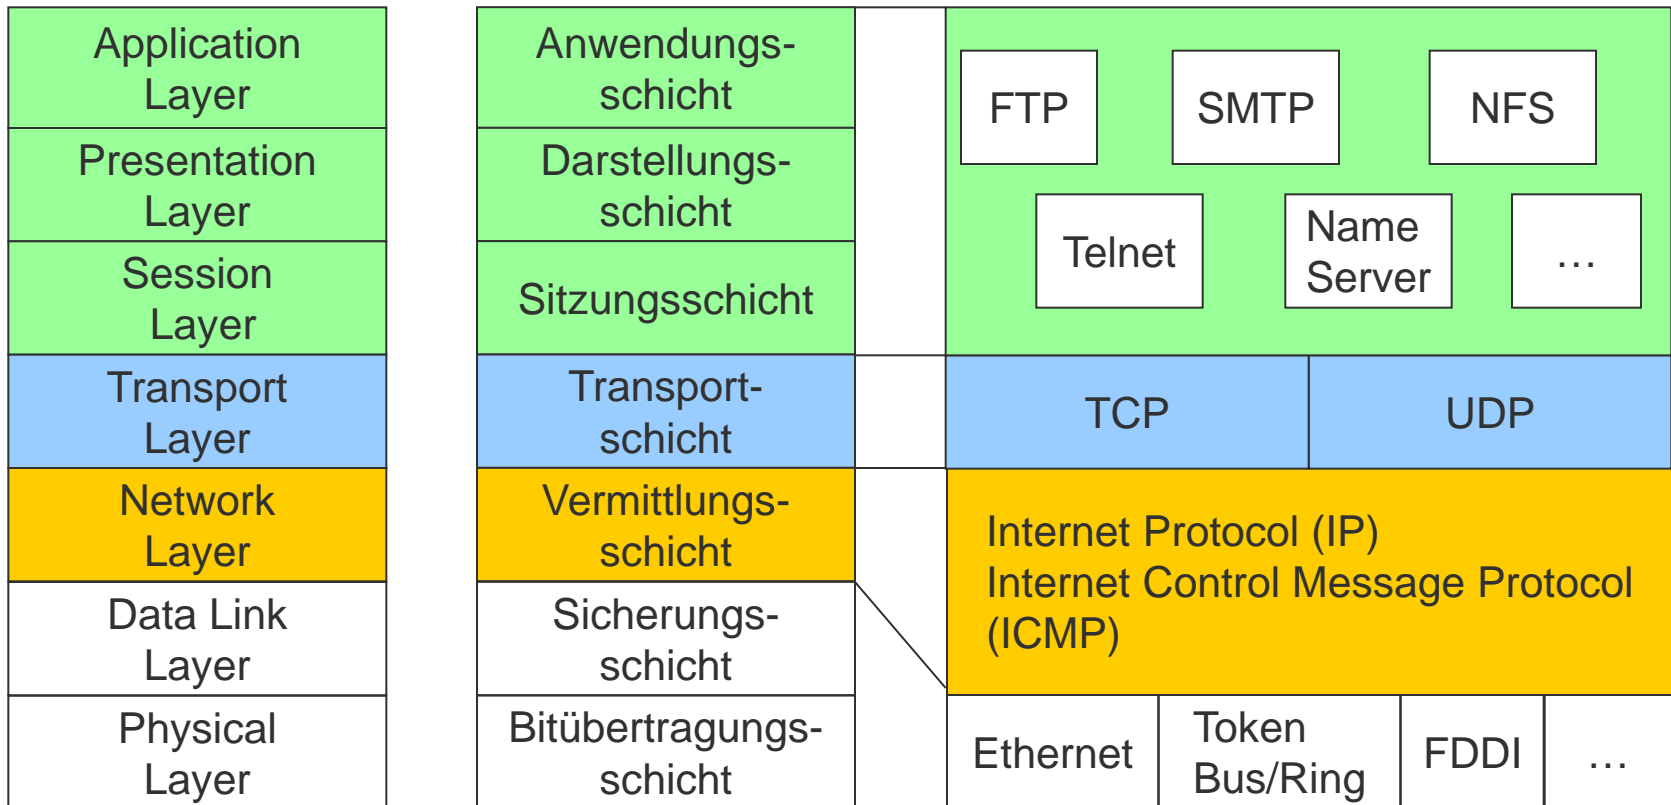 Application
Layer
Presentation
Layer
Session
Layer
Transport
Layer
Network
Layer
Data Link
Layer
Physical
Layer
Anwendungs-
schicht
Darstellungs-
schicht
Sitzungsschicht
Transport-
schicht
Vermittlungs-
schicht
Sicherungs-
schicht
Bitübertragungs-
schicht
FTP
SMTP
NFS
Telnet
Name
Server
...
TCP
UDP
Internet Protocol (IP)
Internet Control Message Protocol
(ICMP)
Ethernet
Token
Bus/Ring
FDDI
...